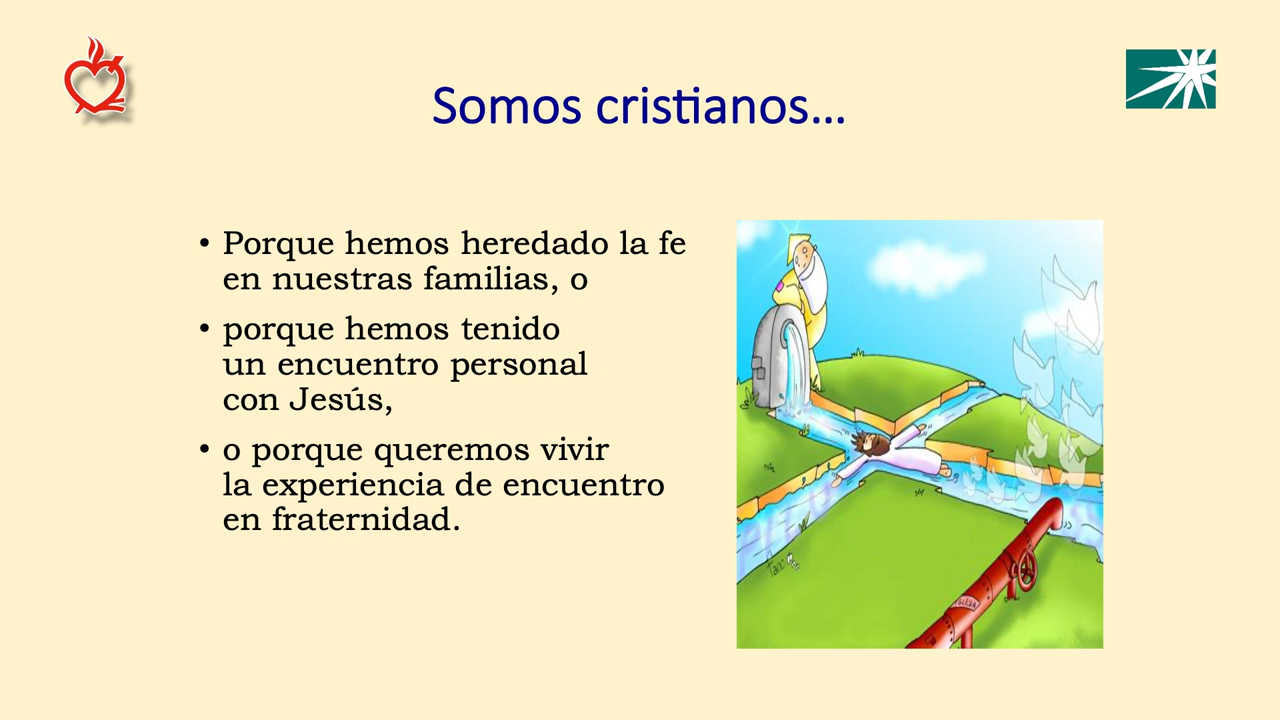 Somos cristianos...
• Porque hemos heredado la fe
en nuestras familias, o
• porque hemos tenido
un encuentro personal
con Jesús,
• o porque queremos vivir
la experiencia de encuentro
en fraternidad.
IGLESIA